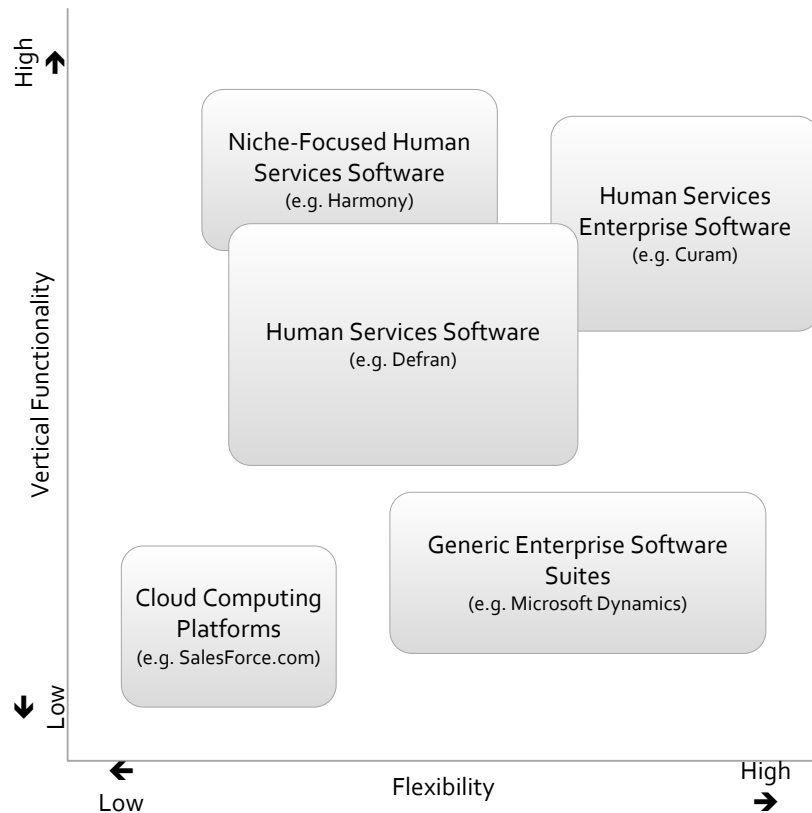 High
Niche-Focused Human
Services Software
(e.g. Harmony)
Human Services
Enterprise Software
(e.g. Curam)
Human Services Software
(e.g. Defran)
Vertical Functionality
Generic Enterprise Software
Suites
(e.g. Microsoft Dynamics)
Cloud Computing
Platforms
(e.g. SalesForce.com)
Low
Low
Flexibility
High